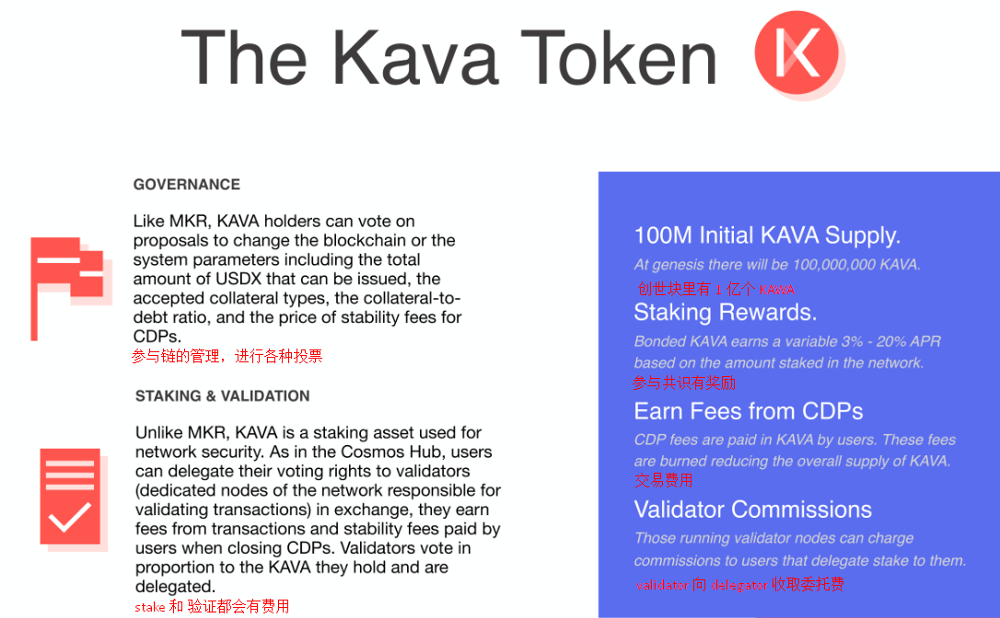 The Kava Token
GOVERNANCE
Like MKR, KAVA holders can vote on
proposals to change the blockchain or the
system parameters including the total
amount of USDX that can be issued, the
accepted collateral types, the collateral-to-
debt ratio, and the price of stability fees for
CDPs.
参与链的管理，进行各种投票
STAKING & VALIDATION
Unlike MKR, KAVA is a staking asset used for
network security. As in the Cosmos Hub, users
can delegate their voting rights to validators
(dedicated nodes of the network responsible for
validating transactions) in exchange, they earn
fees from transactions and stability fees paid by
users when closing CDPs. Validators vote in
proportion to the KAVA they hold and are
delegated.
stake 和 验证都会有费用
100M Initial KAVA Supply.
At genesis there will be 100,000,000 KAVA.
创世块里有 1 亿个 KAWA
Staking Rewards.
Bonded KAVA earns a variable 3% - 20% APR
based on the amount staked in the network.
参与共识有奖励
Earn Fees from CDPs
CDP fees are paid in KAVA by users. These fees
are burned reducing the overall supply of KAVA.
交易费用
Validator Commissions
Those running validator nodes can charge
commissions to users that delegate stake to them.
validator 向 delegator 收取委托费